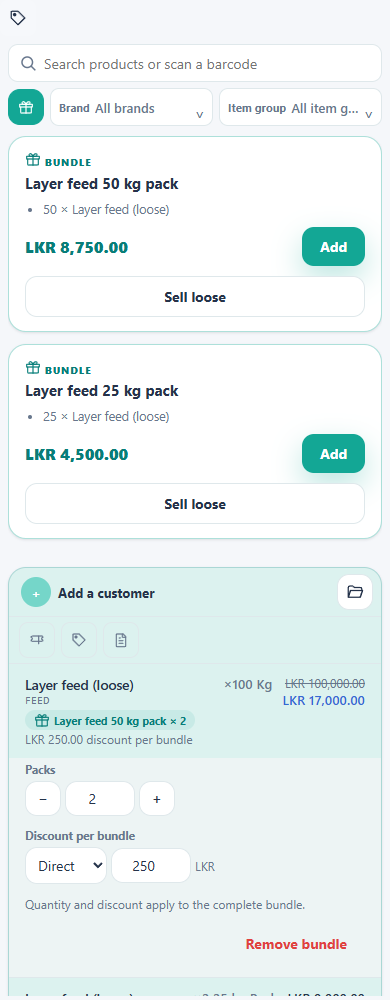 Search products or scan a barcode
Brand All brands
Item group All item g...
BUNDLE
Layer feed 50 kg pack
• 50 × Layer feed (loose)
LKR 8,750.00
Add
Sell loose
BUNDLE
Layer feed 25 kg pack
• 25 × Layer feed (loose)
LKR 4,500.00
Add
Sell loose
+ Add a customer
Layer feed (loose) ×100 Kg LKR 100,000.00
FEED LKR 17,000.00
Layer feed 50 kg pack × 2
LKR 250.00 discount per bundle
Packs
− 2 +
Discount per bundle
Direct 250 LKR
Quantity and discount apply to the complete bundle.
Remove bundle